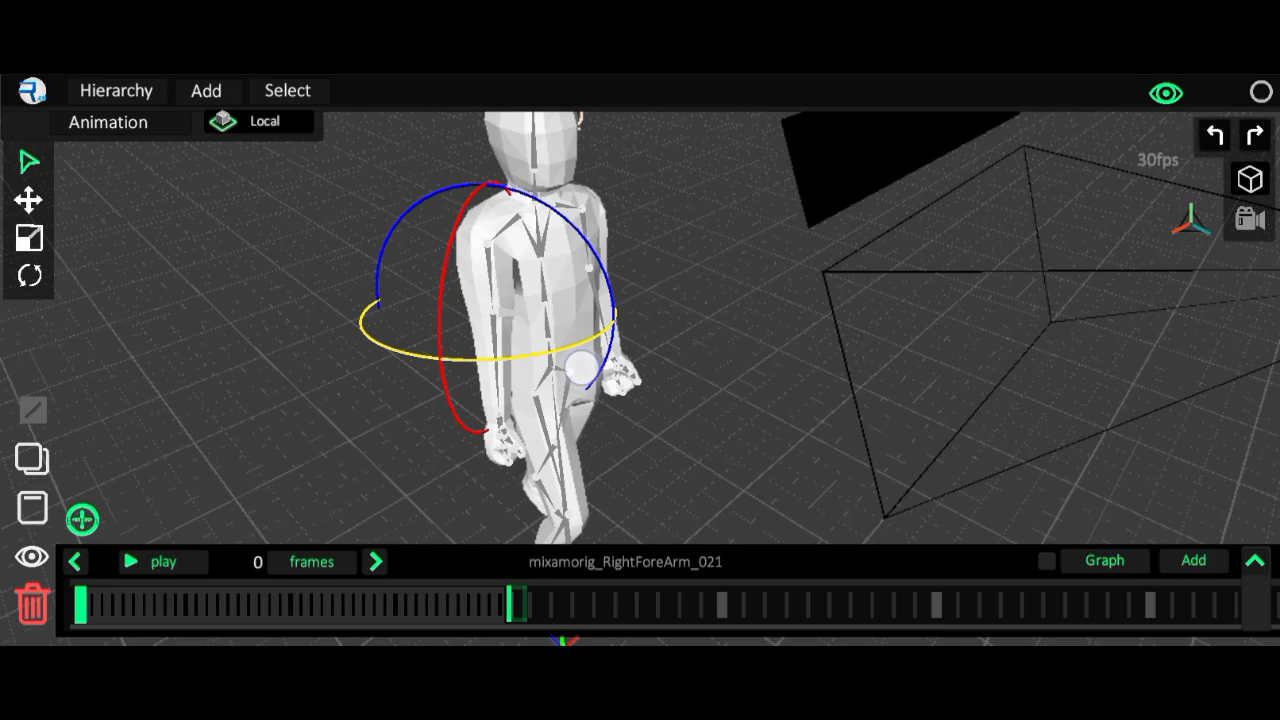 Hierarchy Add Select
Animation Local
30fps
play 0 frames mixamorig_RightForeArm_021 Graph Add